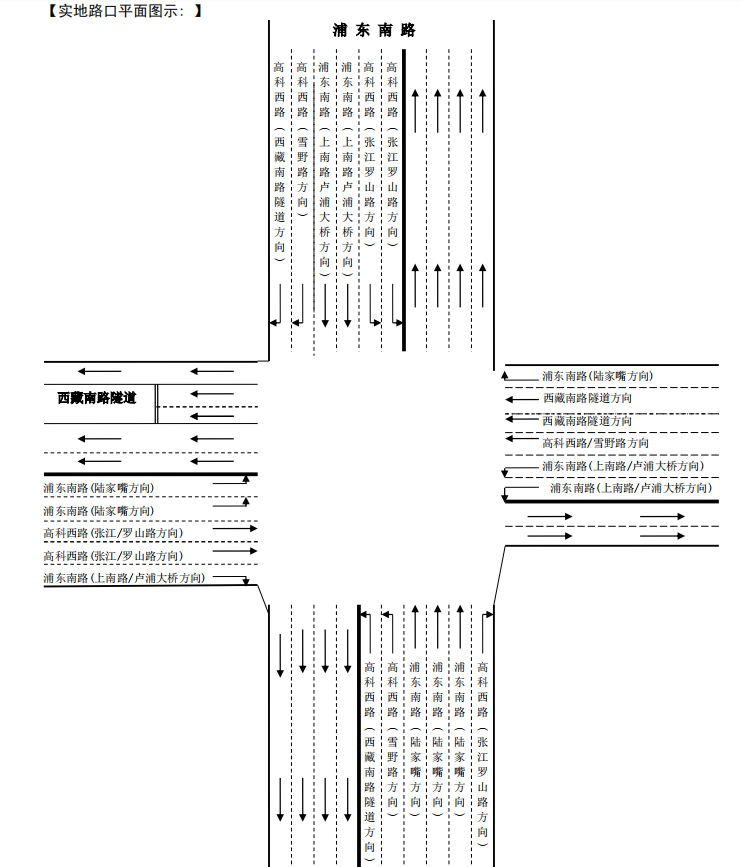 【实地路口平面图示：】
浦东南路
高科西路（西藏南路隧道方向）
高科西路（雪野路方向）
浦东南路（上南路卢浦大桥方向）
浦东南路（上南路卢浦大桥方向）
高科西路（张江罗山路方向）
高科西路（张江罗山路方向）
西藏南路隧道
浦东南路(陆家嘴方向)
浦东南路(陆家嘴方向)
高科西路(张江/罗山路方向)
高科西路(张江/罗山路方向)
浦东南路(上南路/卢浦大桥方向)
浦东南路(陆家嘴方向)
西藏南路隧道方向
西藏南路隧道方向
高科西路/雪野路方向
浦东南路(上南路/卢浦大桥方向)
浦东南路(上南路/卢浦大桥方向)
高科西路（西藏南路隧道方向）
高科西路（雪野路方向）
浦东南路（陆家嘴方向）
浦东南路（陆家嘴方向）
浦东南路（陆家嘴方向）
高科西路（张江罗山路方向）